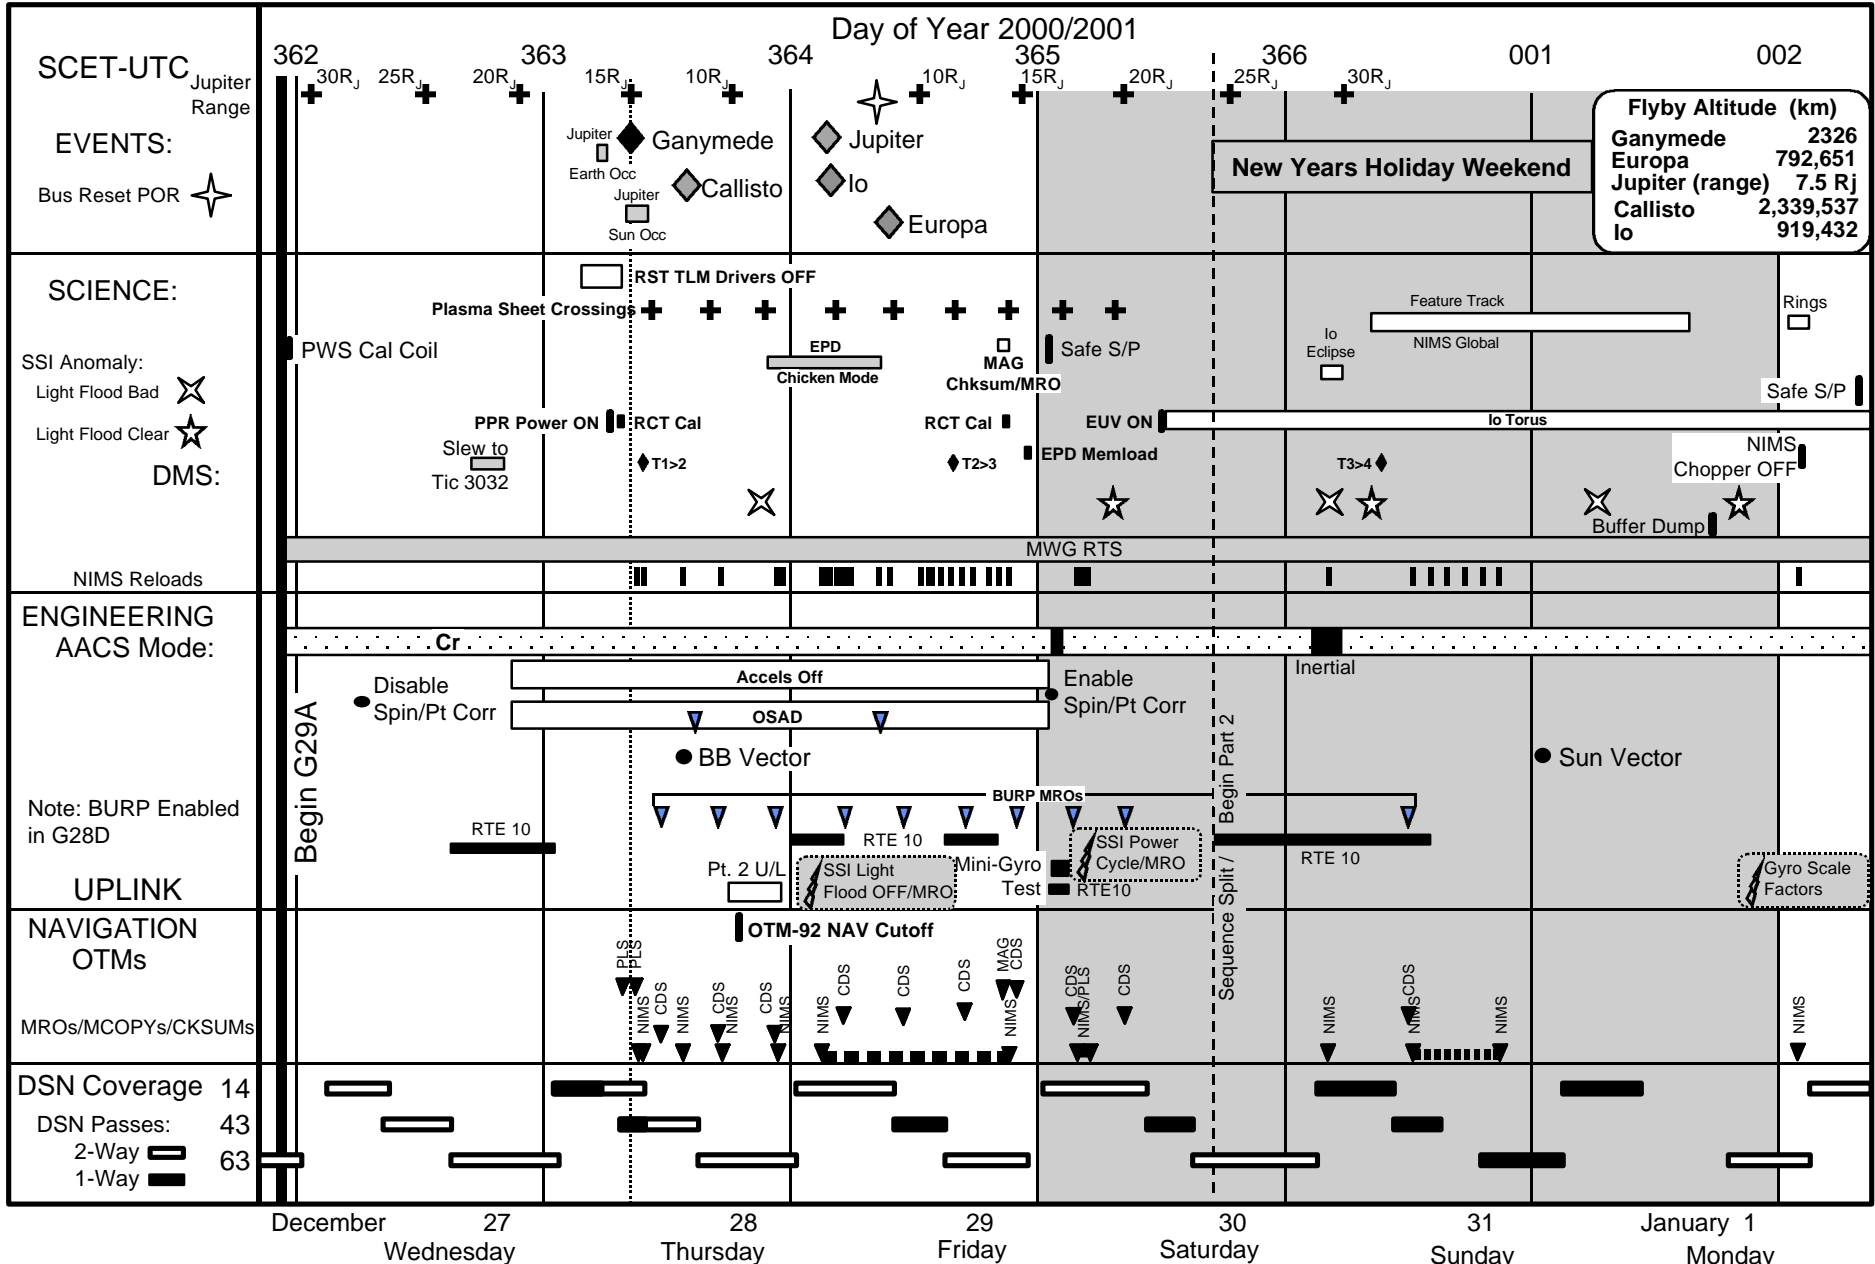 Day of Year 2000/2001
SCET-UTC
362
363
364
365
366
001
002
Jupiter
Range
30RJ
25RJ
20RJ
15RJ
10RJ
10RJ
15RJ
20RJ
25RJ
30RJ
EVENTS:
Bus Reset POR
Jupiter
Earth Occ
Ganymede
Callisto
Jupiter
Sun Occ
Jupiter
Io
Europa
New Years Holiday Weekend
Flyby Altitude (km)
Ganymede 2326
Europa 792,651
Jupiter (range) 7.5 Rj
Callisto 2,339,537
Io 919,432
SCIENCE:
RST TLM Drivers OFF
Plasma Sheet Crossings
Feature Track
NIMS Global
Rings
PWS Cal Coil
EPD
Chicken Mode
MAG
Chksum/MRO
Safe S/P
Io
Eclipse
SSI Anomaly:
Light Flood Bad
Light Flood Clear
Safe S/P
PPR Power ON
RCT Cal
RCT Cal
EUV ON
Io Torus
EPD Memload
Slew to
Tic 3032
DMS:
T1>2
T2>3
T3>4
NIMS
Chopper OFF
Buffer Dump
MWG RTS
NIMS Reloads
ENGINEERING
AACS Mode:
Cr
Inertial
Accels Off
Disable
Spin/Pt Corr
Enable
Spin/Pt Corr
OSAD
BB Vector
Sun Vector
Begin G29A
Sequence Split / Begin Part 2
Note: BURP Enabled
in G28D
BURP MROs
RTE 10
RTE 10
RTE 10
SSI Power
Cycle/MRO
Mini-Gyro
Test
RTE10
UPLINK
Pt. 2 U/L
SSI Light
Flood OFF/MRO
Gyro Scale
Factors
NAVIGATION
OTMs
OTM-92 NAV Cutoff
MROs/MCOPYs/CKSUMs
PLS
PLS
NIMS
CDS
NIMS
CDS
NIMS
CDS
NIMS
NIMS
CDS
CDS
CDS
MAG
CDS
NIMS
CDS
NIMS/PLS
CDS
NIMS
CDS
NIMS
NIMS
NIMS
DSN Coverage 14
DSN Passes: 43
2-Way 63
1-Way
December 27 28 29 30 31 January 1
Wednesday Thursday Friday Saturday Sunday Monday